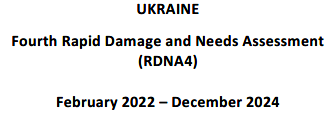 UKRAINE
Fourth Rapid Damage and Needs Assessment
(RDNA4)
February 2022 – December 2024